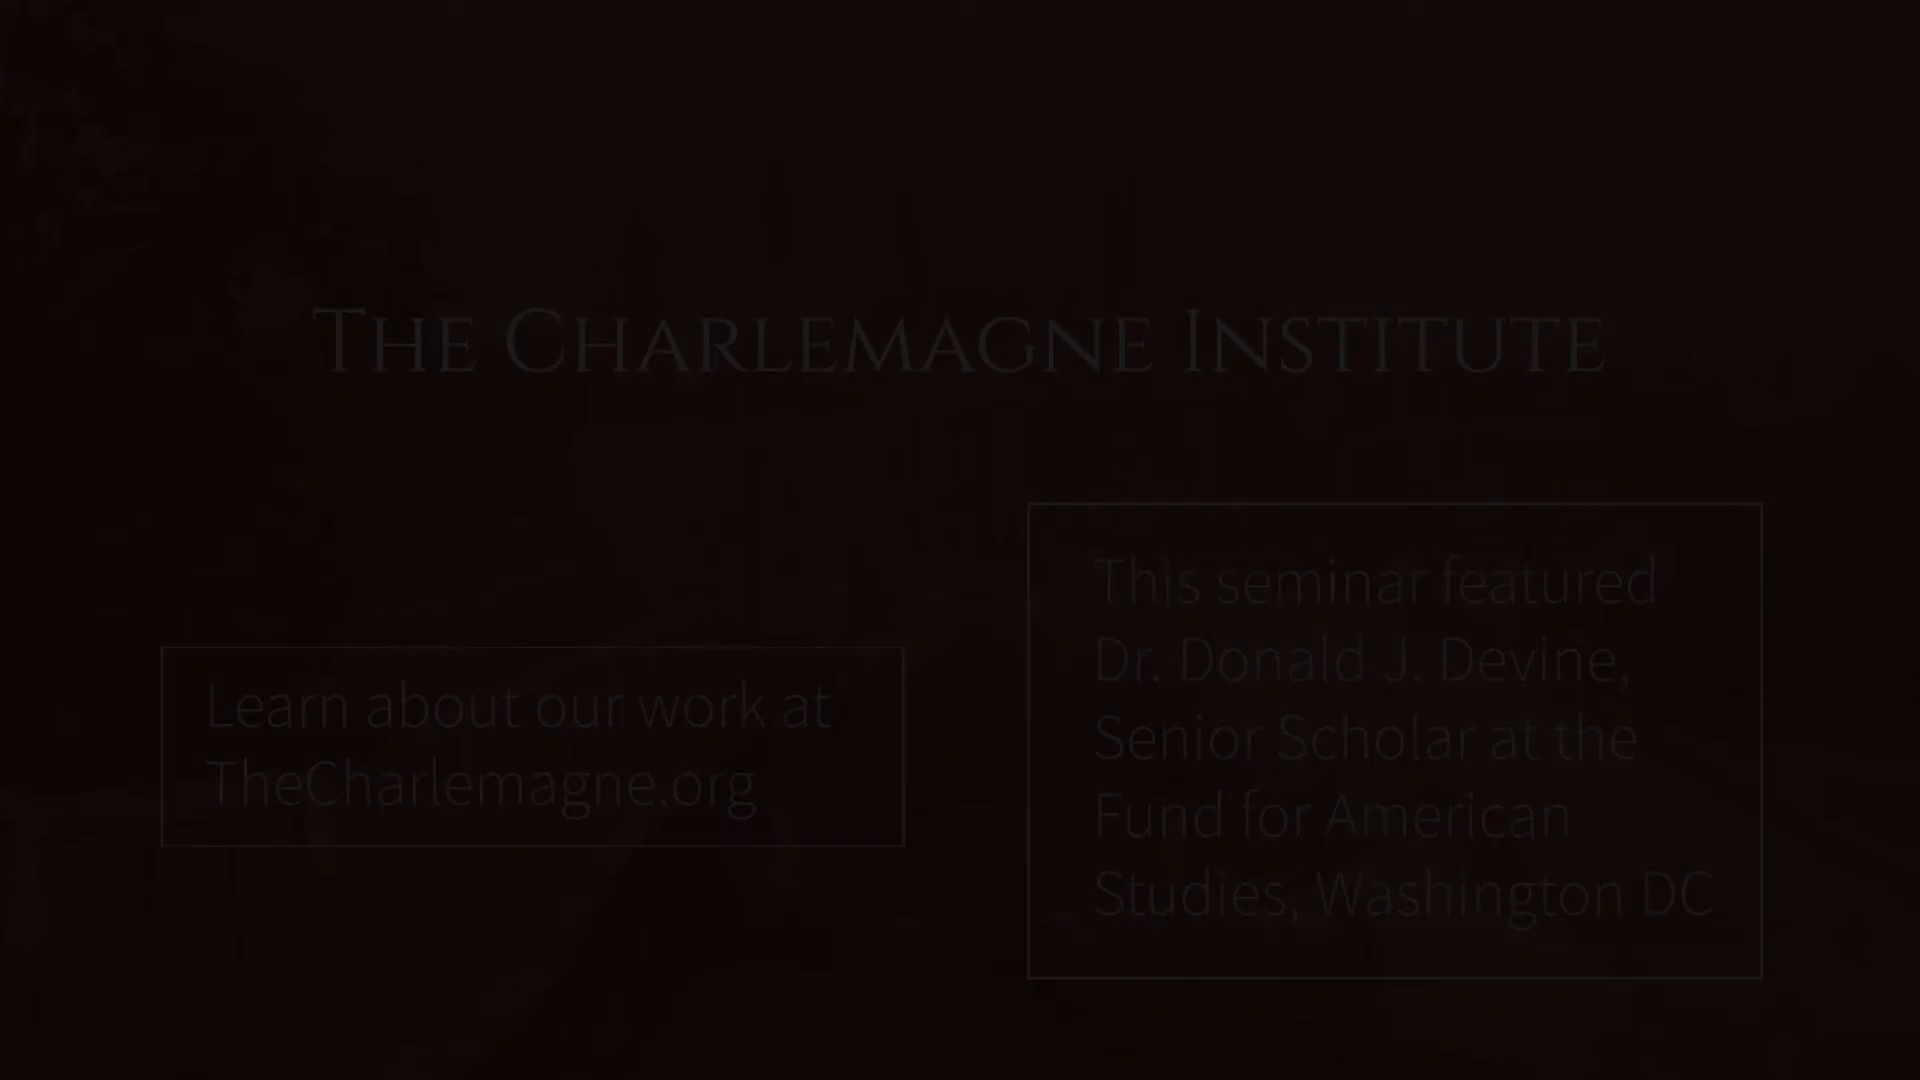 The Charlemagne Institute
Learn about our work at
TheCharlemagne.org
This seminar featured
Dr. Donald J. Devine,
Senior Scholar at the
Fund for American
Studies, Washington DC